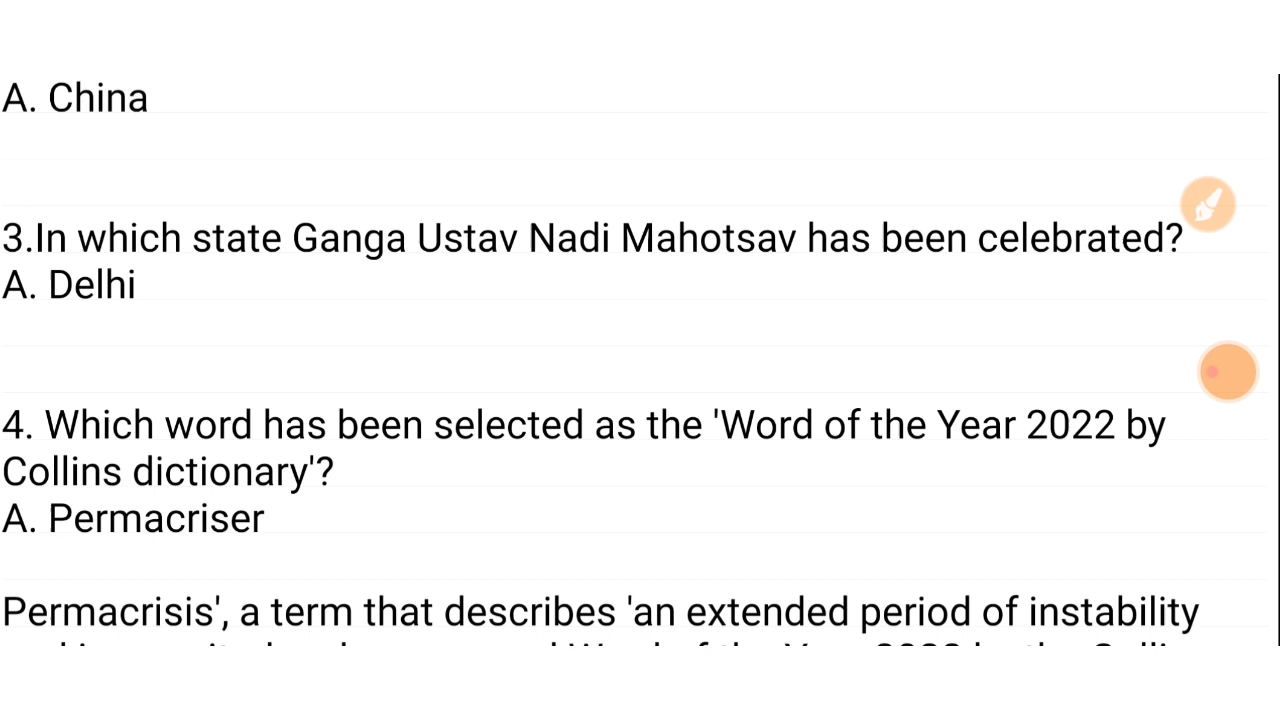 A. China
3.In which state Ganga Ustav Nadi Mahotsav has been celebrated?
A. Delhi
4. Which word has been selected as the 'Word of the Year 2022 by
Collins dictionary'?
A. Permacriser
Permacrisis', a term that describes 'an extended period of instability